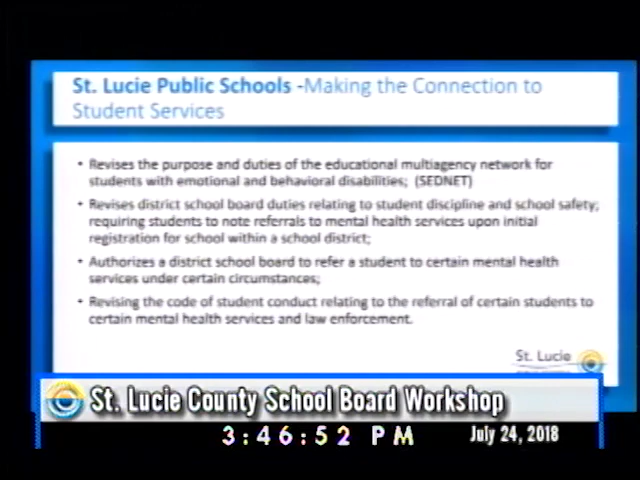 St. Lucie Public Schools -Making the Connection to
Student Services
• Revises the purpose and duties of the educational multiagency network for
students with emotional and behavioral disabilities; (SEDNET)
• Revises district school board duties relating to student discipline and school safety;
requiring students to note referrals to mental health services upon initial
registration for school within a school district;
• Authorizes a district school board to refer a student to certain mental health
services under certain circumstances;
• Revising the code of student conduct relating to the referral of certain students to
certain mental health services and law enforcement.
St. Lucie
St. Lucie County School Board Workshop
3:46:52 PM
July 24, 2018